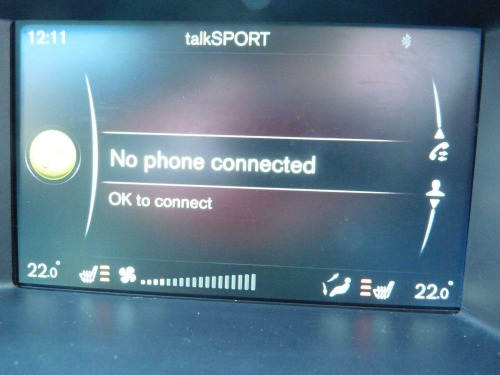 12:11 talkSPORT
No phone connected
OK to connect
22.0° 22.0°